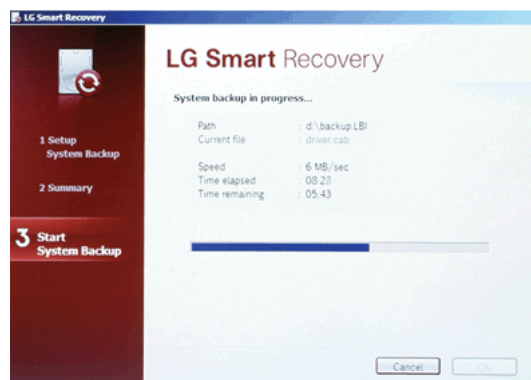 LG Smart Recovery
LG Smart Recovery
System backup in progress...
Path : d:\backup.LBI
Current file : driver.cab
Speed : 6 MB/sec
Time elapsed : 08:28
Time remaining : 05:43
1 Setup
System Backup
2 Summary
3 Start
System Backup
Cancel
OK